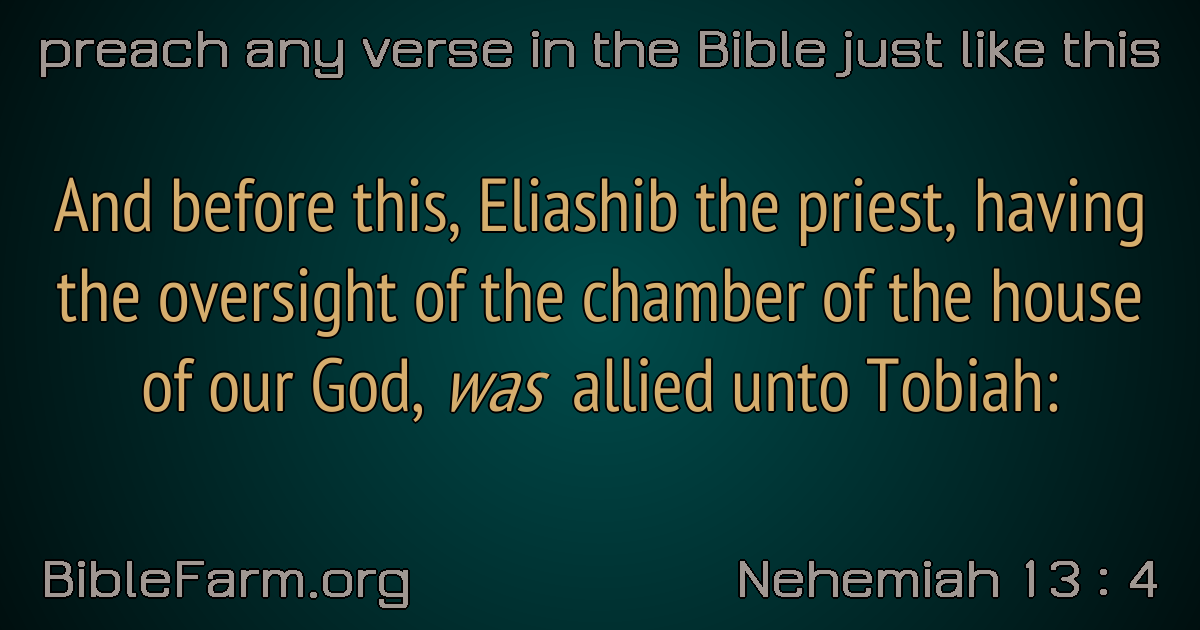 preach any verse in the Bible just like this
And before this, Eliashib the priest, having
the oversight of the chamber of the house
of our God, was allied unto Tobiah:
BibleFarm.org
Nehemiah 13 : 4